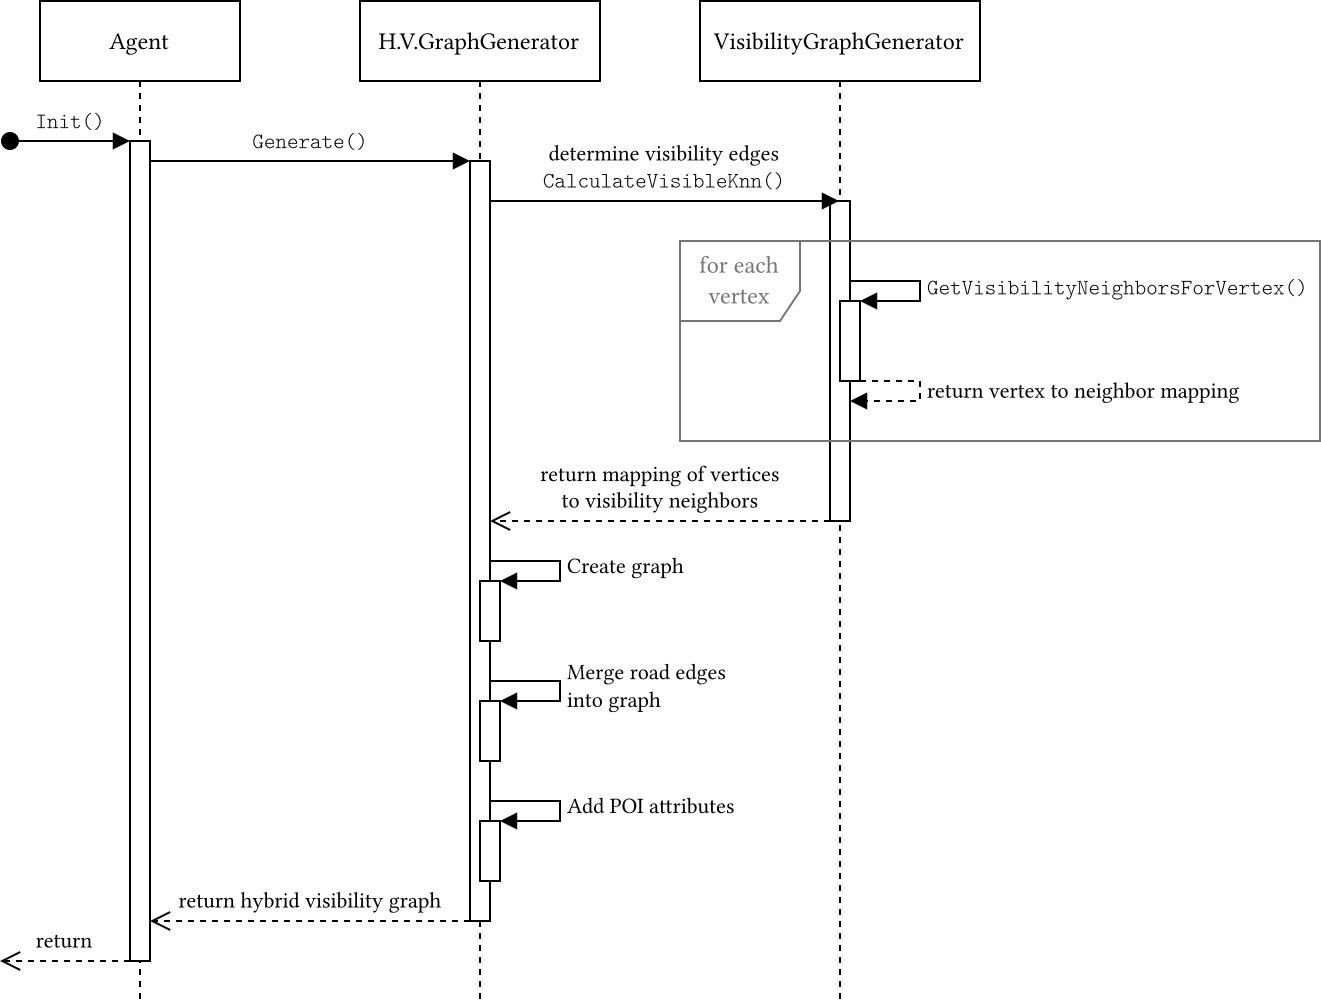 Agent
H.V.GraphGenerator
VisibilityGraphGenerator
Init()
Generate()
determine visibility edges
CalculateVisibleKnn()
for each
vertex
GetVisibilityNeighborsForVertex()
return vertex to neighbor mapping
return mapping of vertices
to visibility neighbors
Create graph
Merge road edges
into graph
Add POI attributes
return hybrid visibility graph
return